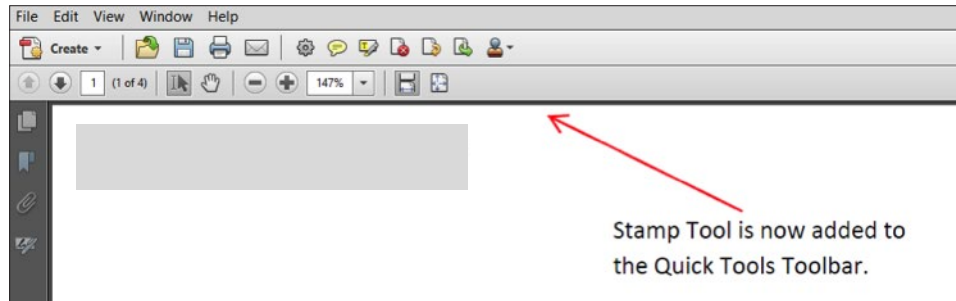 File Edit View Window Help
Create
1 (1 of 4) 147%
Stamp Tool is now added to
the Quick Tools Toolbar.